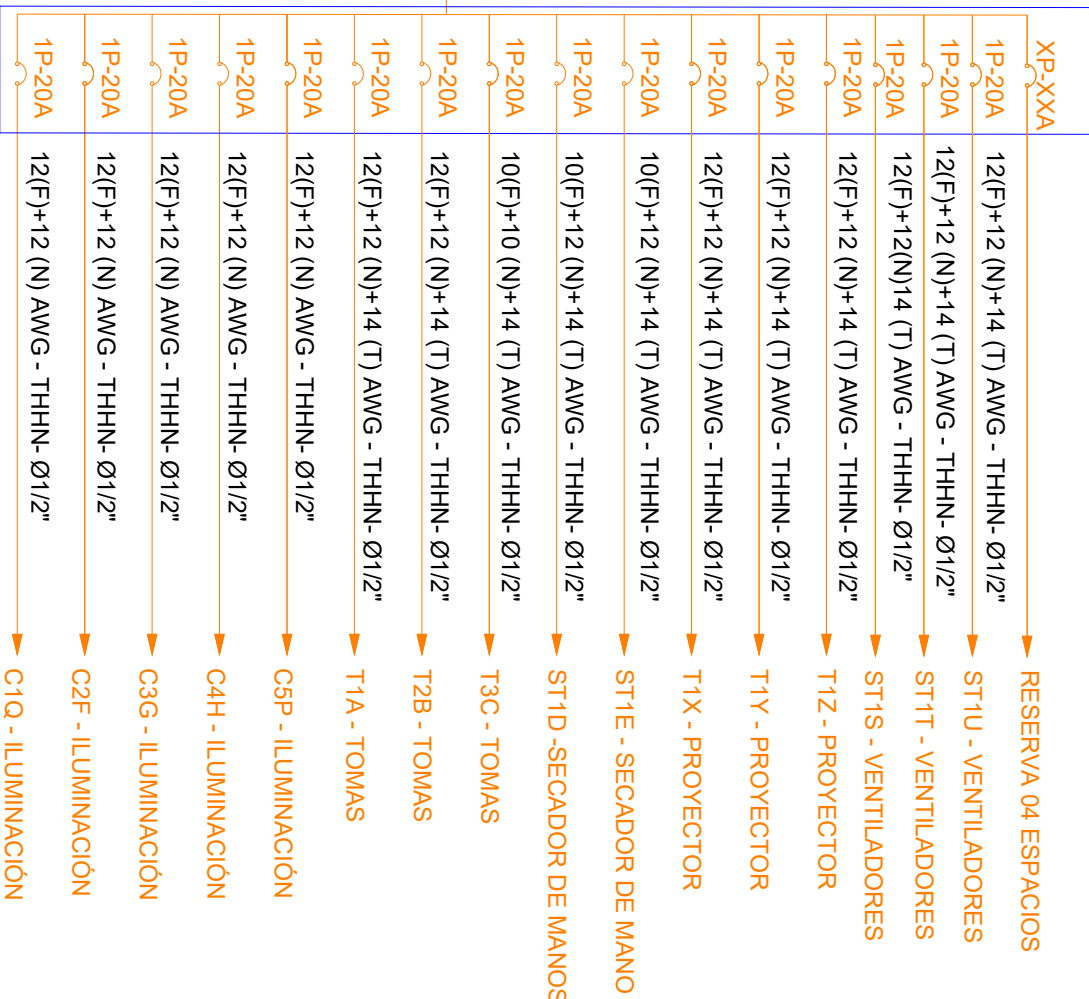 XP-XXA RESERVA 04 ESPACIOS
1P-20A 12(F)+12 (N)+14 (T) AWG - THHN- Ø1/2" ST1U - VENTILADORES
1P-20A 12(F)+12 (N)+14 (T) AWG - THHN- Ø1/2" ST1T - VENTILADORES
1P-20A 12(F)+12(N)14 (T) AWG - THHN- Ø1/2" ST1S - VENTILADORES
1P-20A 12(F)+12 (N)+14 (T) AWG - THHN- Ø1/2" T1Z - PROYECTOR
1P-20A 12(F)+12 (N)+14 (T) AWG - THHN- Ø1/2" T1Y - PROYECTOR
1P-20A 12(F)+12 (N)+14 (T) AWG - THHN- Ø1/2" T1X - PROYECTOR
1P-20A 10(F)+12 (N)+14 (T) AWG - THHN- Ø1/2" ST1E - SECADOR DE MANO
1P-20A 10(F)+12 (N)+14 (T) AWG - THHN- Ø1/2" ST1D -SECADOR DE MANOS
1P-20A 10(F)+10 (N)+14 (T) AWG - THHN- Ø1/2" T3C - TOMAS
1P-20A 12(F)+12 (N)+14 (T) AWG - THHN- Ø1/2" T2B - TOMAS
1P-20A 12(F)+12 (N)+14 (T) AWG - THHN- Ø1/2" T1A - TOMAS
1P-20A 12(F)+12 (N) AWG - THHN- Ø1/2" C5P - ILUMINACIÓN
1P-20A 12(F)+12 (N) AWG - THHN- Ø1/2" C4H - ILUMINACIÓN
1P-20A 12(F)+12 (N) AWG - THHN- Ø1/2" C3G - ILUMINACIÓN
1P-20A 12(F)+12 (N) AWG - THHN- Ø1/2" C2F - ILUMINACIÓN
1P-20A 12(F)+12 (N) AWG - THHN- Ø1/2" C1Q - ILUMINACIÓN